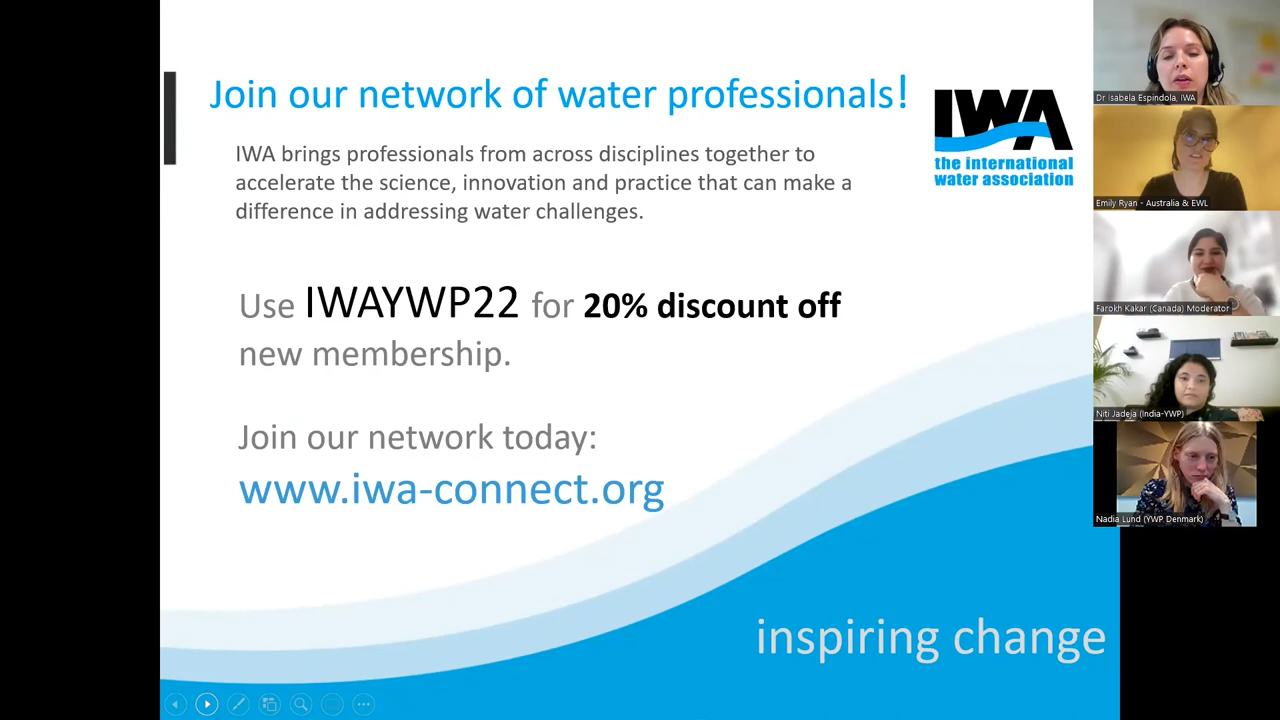 Join our network of water professionals!
IWA brings professionals from across disciplines together to
accelerate the science, innovation and practice that can make a
difference in addressing water challenges.
Use IWAYWP22 for 20% discount off
new membership.
Join our network today:
www.iwa-connect.org
inspiring change
IWA
the international
water association
Dr Isabela Espindola, IWA
Emily Ryan - Australia & EWL
Farokh Kakar (Canada) Moderator
Niti Jadeja (India-YWP)
Nadia Lund (YWP Denmark)